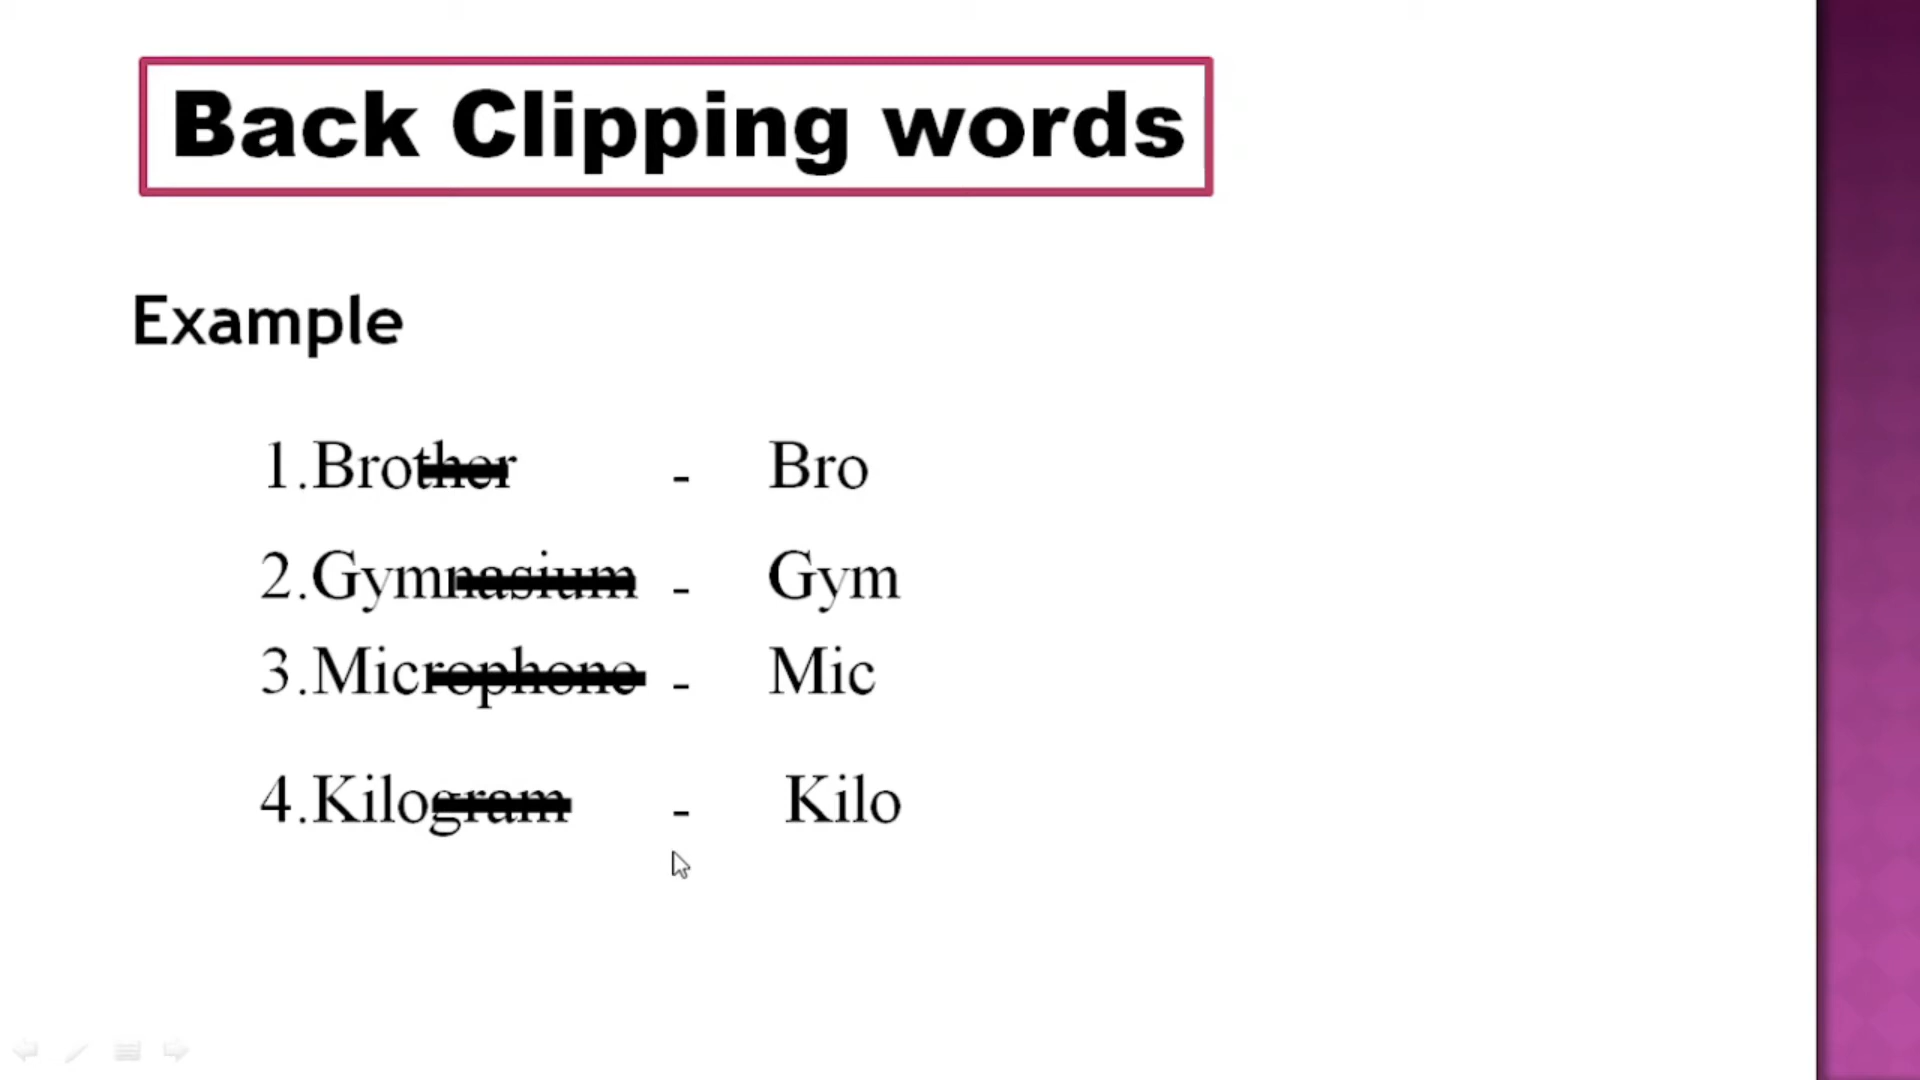 Back Clipping words
Example
1.Brother - Bro
2.Gymnasium - Gym
3.Microphone - Mic
4.Kilogram - Kilo